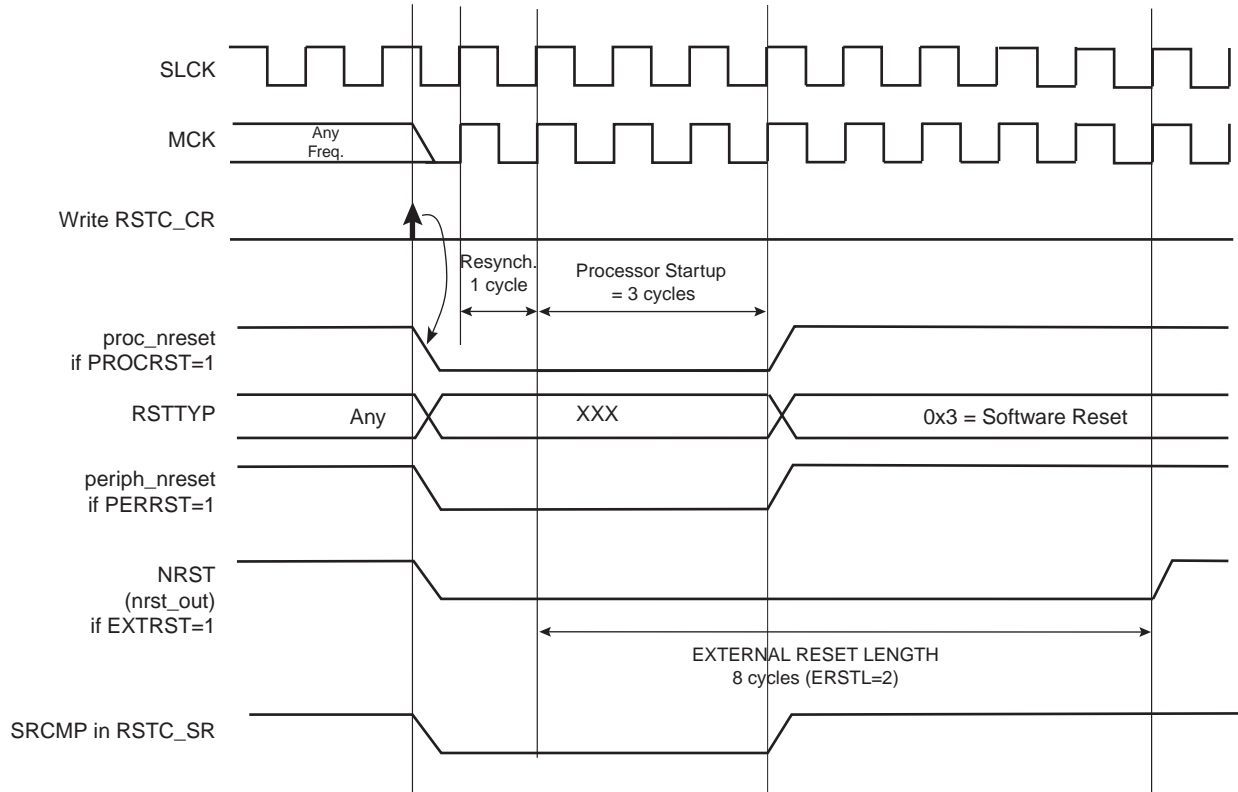 SLCK
MCK
Any
Freq.
Write RSTC_CR
Resynch.
1 cycle
Processor Startup
= 3 cycles
proc_nreset
if PROCRST=1
RSTTYP
Any
XXX
0x3 = Software Reset
periph_nreset
if PERRST=1
NRST
(nrst_out)
if EXTRST=1
EXTERNAL RESET LENGTH
8 cycles (ERSTL=2)
SRCMP in RSTC_SR